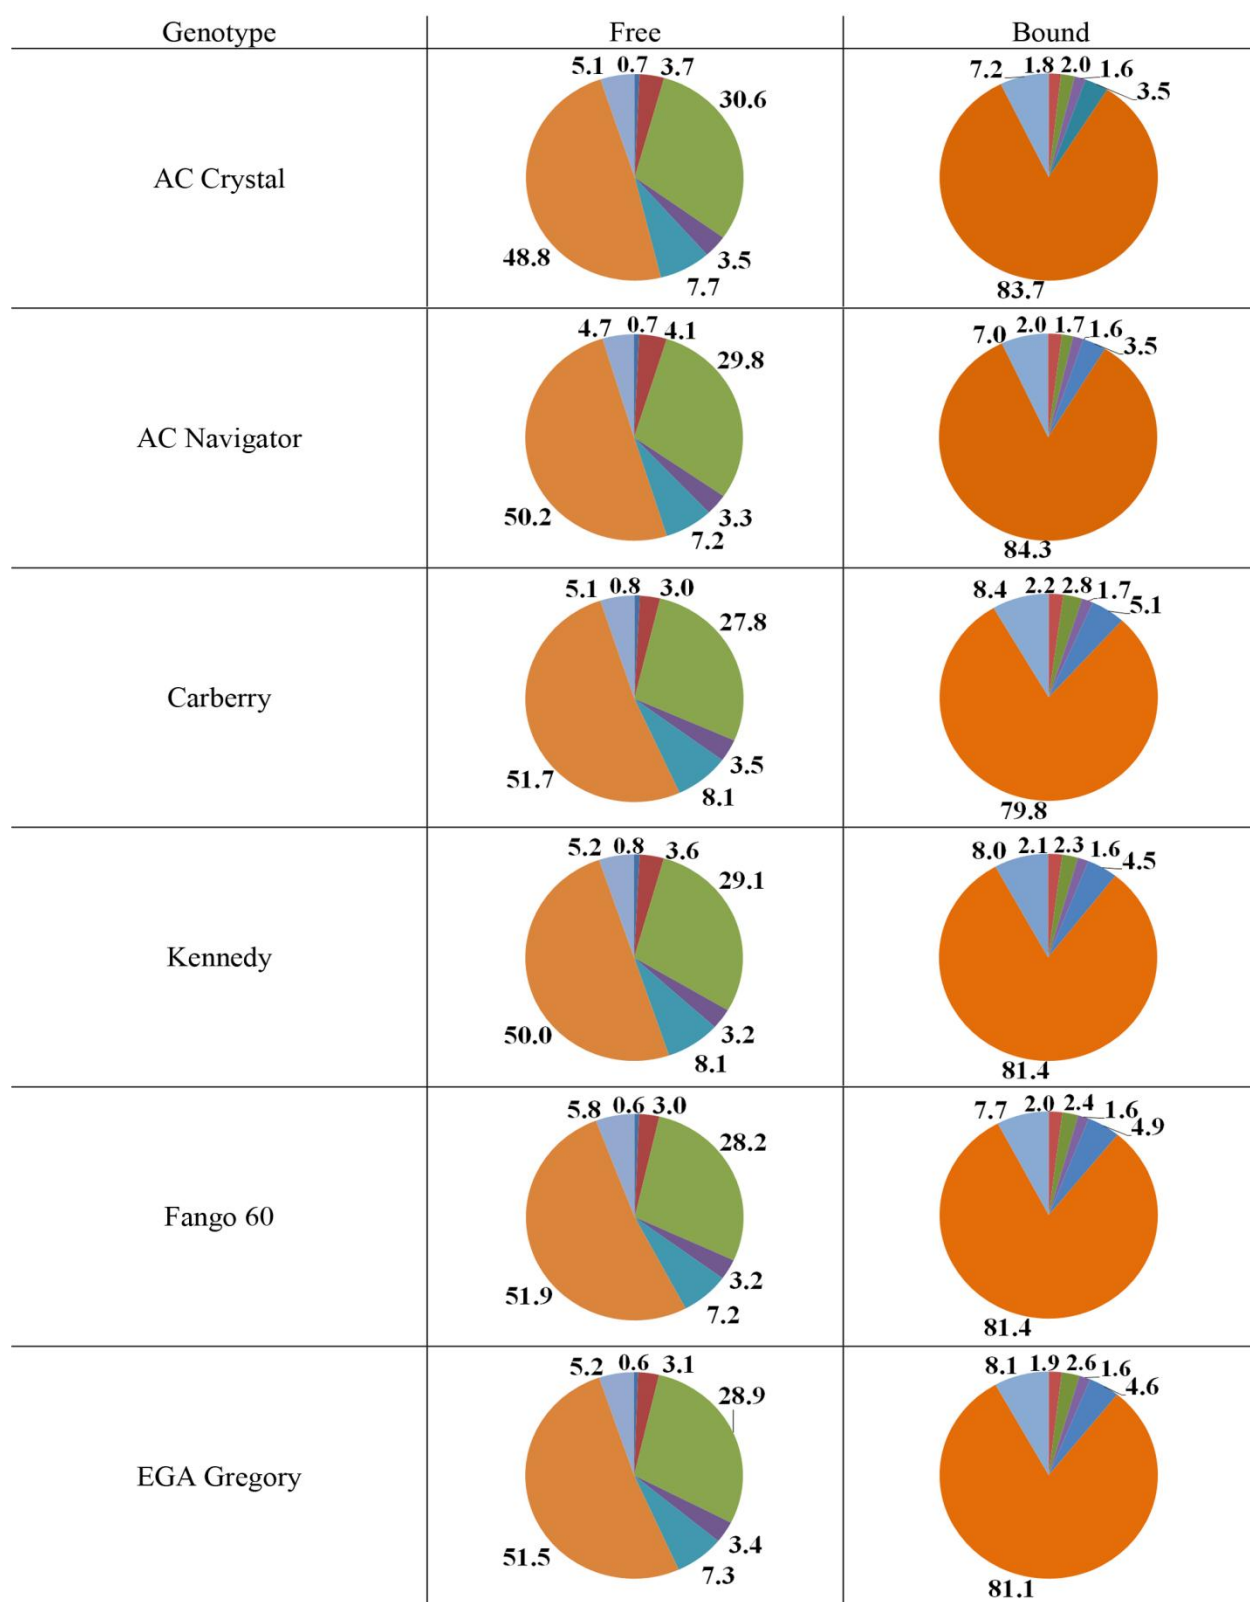 Genotype Free Bound
5.1 0.7 3.7 7.2 1.8 2.0 1.6
30.6 3.5
AC Crystal
48.8 3.5
7.7 83.7
4.7 0.7 4.1 7.0 2.0 1.7 1.6
29.8 3.5
AC Navigator
50.2 3.3
7.2 84.3
5.1 0.8 3.0 8.4 2.2 2.8 1.7
27.8 5.1
Carberry
51.7 3.5
8.1 79.8
5.2 0.8 3.6 8.0 2.1 2.3 1.6 4.5
29.1
Kennedy
50.0 3.2
8.1 81.4
5.8 0.6 3.0 7.7 2.0 2.4 1.6
28.2 4.9
Fango 60
51.9 3.2
7.2 81.4
5.2 0.6 3.1 8.1 1.9 2.6 1.6
28.9 4.6
EGA Gregory
51.5 3.4
7.3 81.1